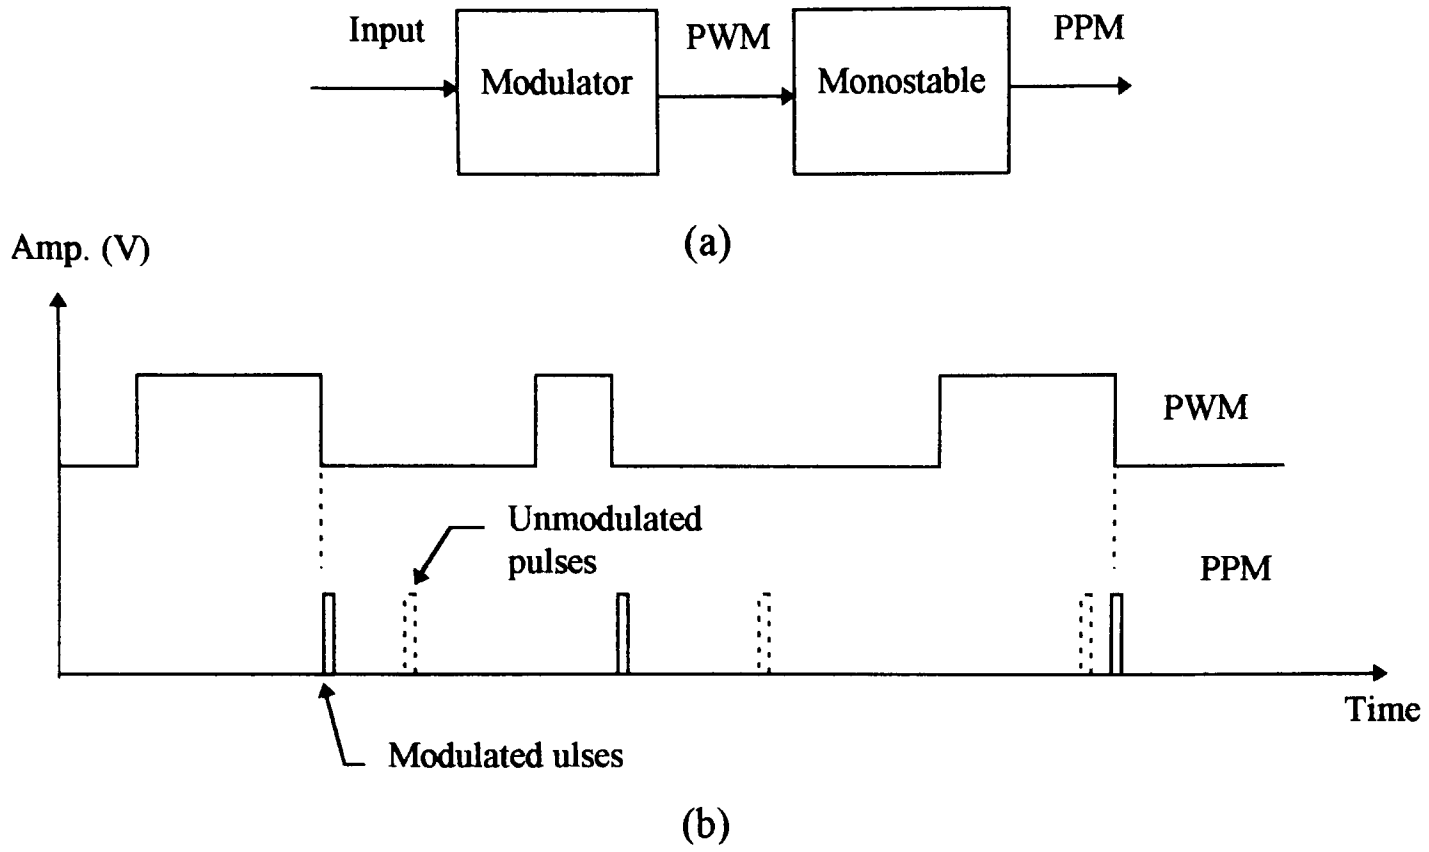 Input
PWM
PPM
Modulator
Monostable
(a)
Amp. (V)
PWM
Unmodulated
pulses
PPM
Time
Modulated ulses
(b)